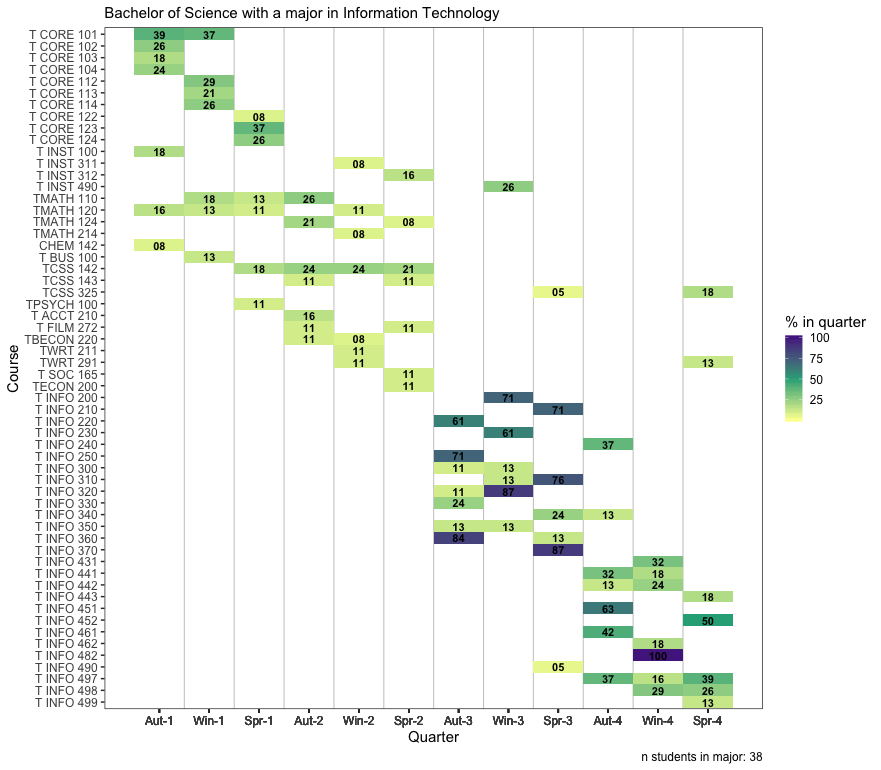 Bachelor of Science with a major in Information Technology
T CORE 101 39 37
T CORE 102 26
T CORE 103 18
T CORE 104 24
T CORE 112 29
T CORE 113 21
T CORE 114 26
T CORE 122 08
T CORE 123 37
T CORE 124 26
T INST 100 18
T INST 311 08
T INST 312 16
T INST 490 26
TMATH 110 18 13 26
TMATH 120 16 13 11 11
TMATH 124 21 08
TMATH 214 08
CHEM 142 08
T BUS 100 13
TCSS 142 18 24 24 21
TCSS 143 11 11
TCSS 325 05 18
TPSYCH 100 11
T ACCT 210 16
T FILM 272 11 11
TBECON 220 11 08
TWRT 211 11
TWRT 291 11 13
T SOC 165 11
TECON 200 11
T INFO 200 71
T INFO 210 71
T INFO 220 61
T INFO 230 61
T INFO 240 37
T INFO 250 71
T INFO 300 11 13
T INFO 310 13 76
T INFO 320 11 87
T INFO 330 24
T INFO 340 24 13
T INFO 350 13 13
T INFO 360 84 13
T INFO 370 87
T INFO 431 32
T INFO 441 32 18
T INFO 442 13 24
T INFO 443 18
T INFO 451 63
T INFO 452 50
T INFO 461 42
T INFO 462 18
T INFO 482 100
T INFO 490 05
T INFO 497 37 16 39
T INFO 498 29 26
T INFO 499 13
Course
Aut-1 Win-1 Spr-1 Aut-2 Win-2 Spr-2 Aut-3 Win-3 Spr-3 Aut-4 Win-4 Spr-4
Quarter
% in quarter
100
75
50
25
n students in major: 38